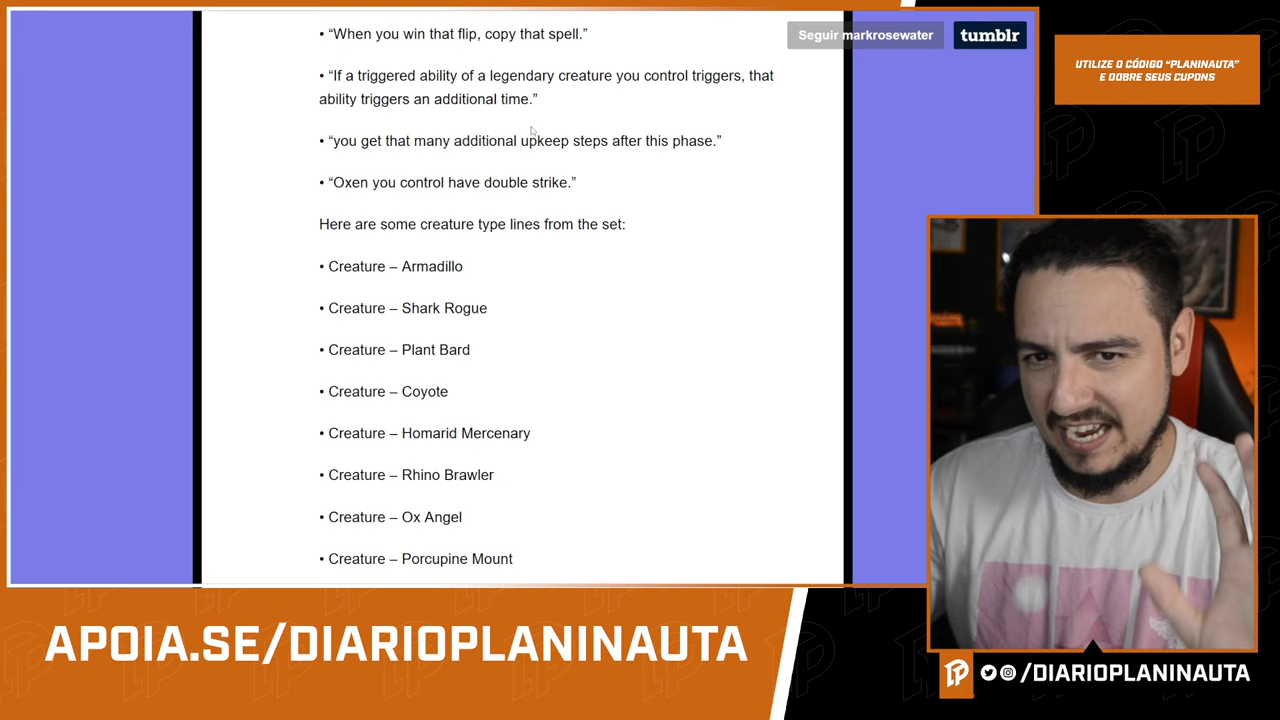 • “When you win that flip, copy that spell.”
Seguir markrosewater
tumblr
• “If a triggered ability of a legendary creature you control triggers, that
ability triggers an additional time.”
• “you get that many additional upkeep steps after this phase.”
• “Oxen you control have double strike.”
Here are some creature type lines from the set:
• Creature – Armadillo
• Creature – Shark Rogue
• Creature – Plant Bard
• Creature – Coyote
• Creature – Homarid Mercenary
• Creature – Rhino Brawler
• Creature – Ox Angel
• Creature – Porcupine Mount
UTILIZE O CÓDIGO “PLANINAUTA”
E DOBRE SEUS CUPONS
APOIA.SE/DIARIOPLANINAUTA
/DIARIOPLANINAUTA